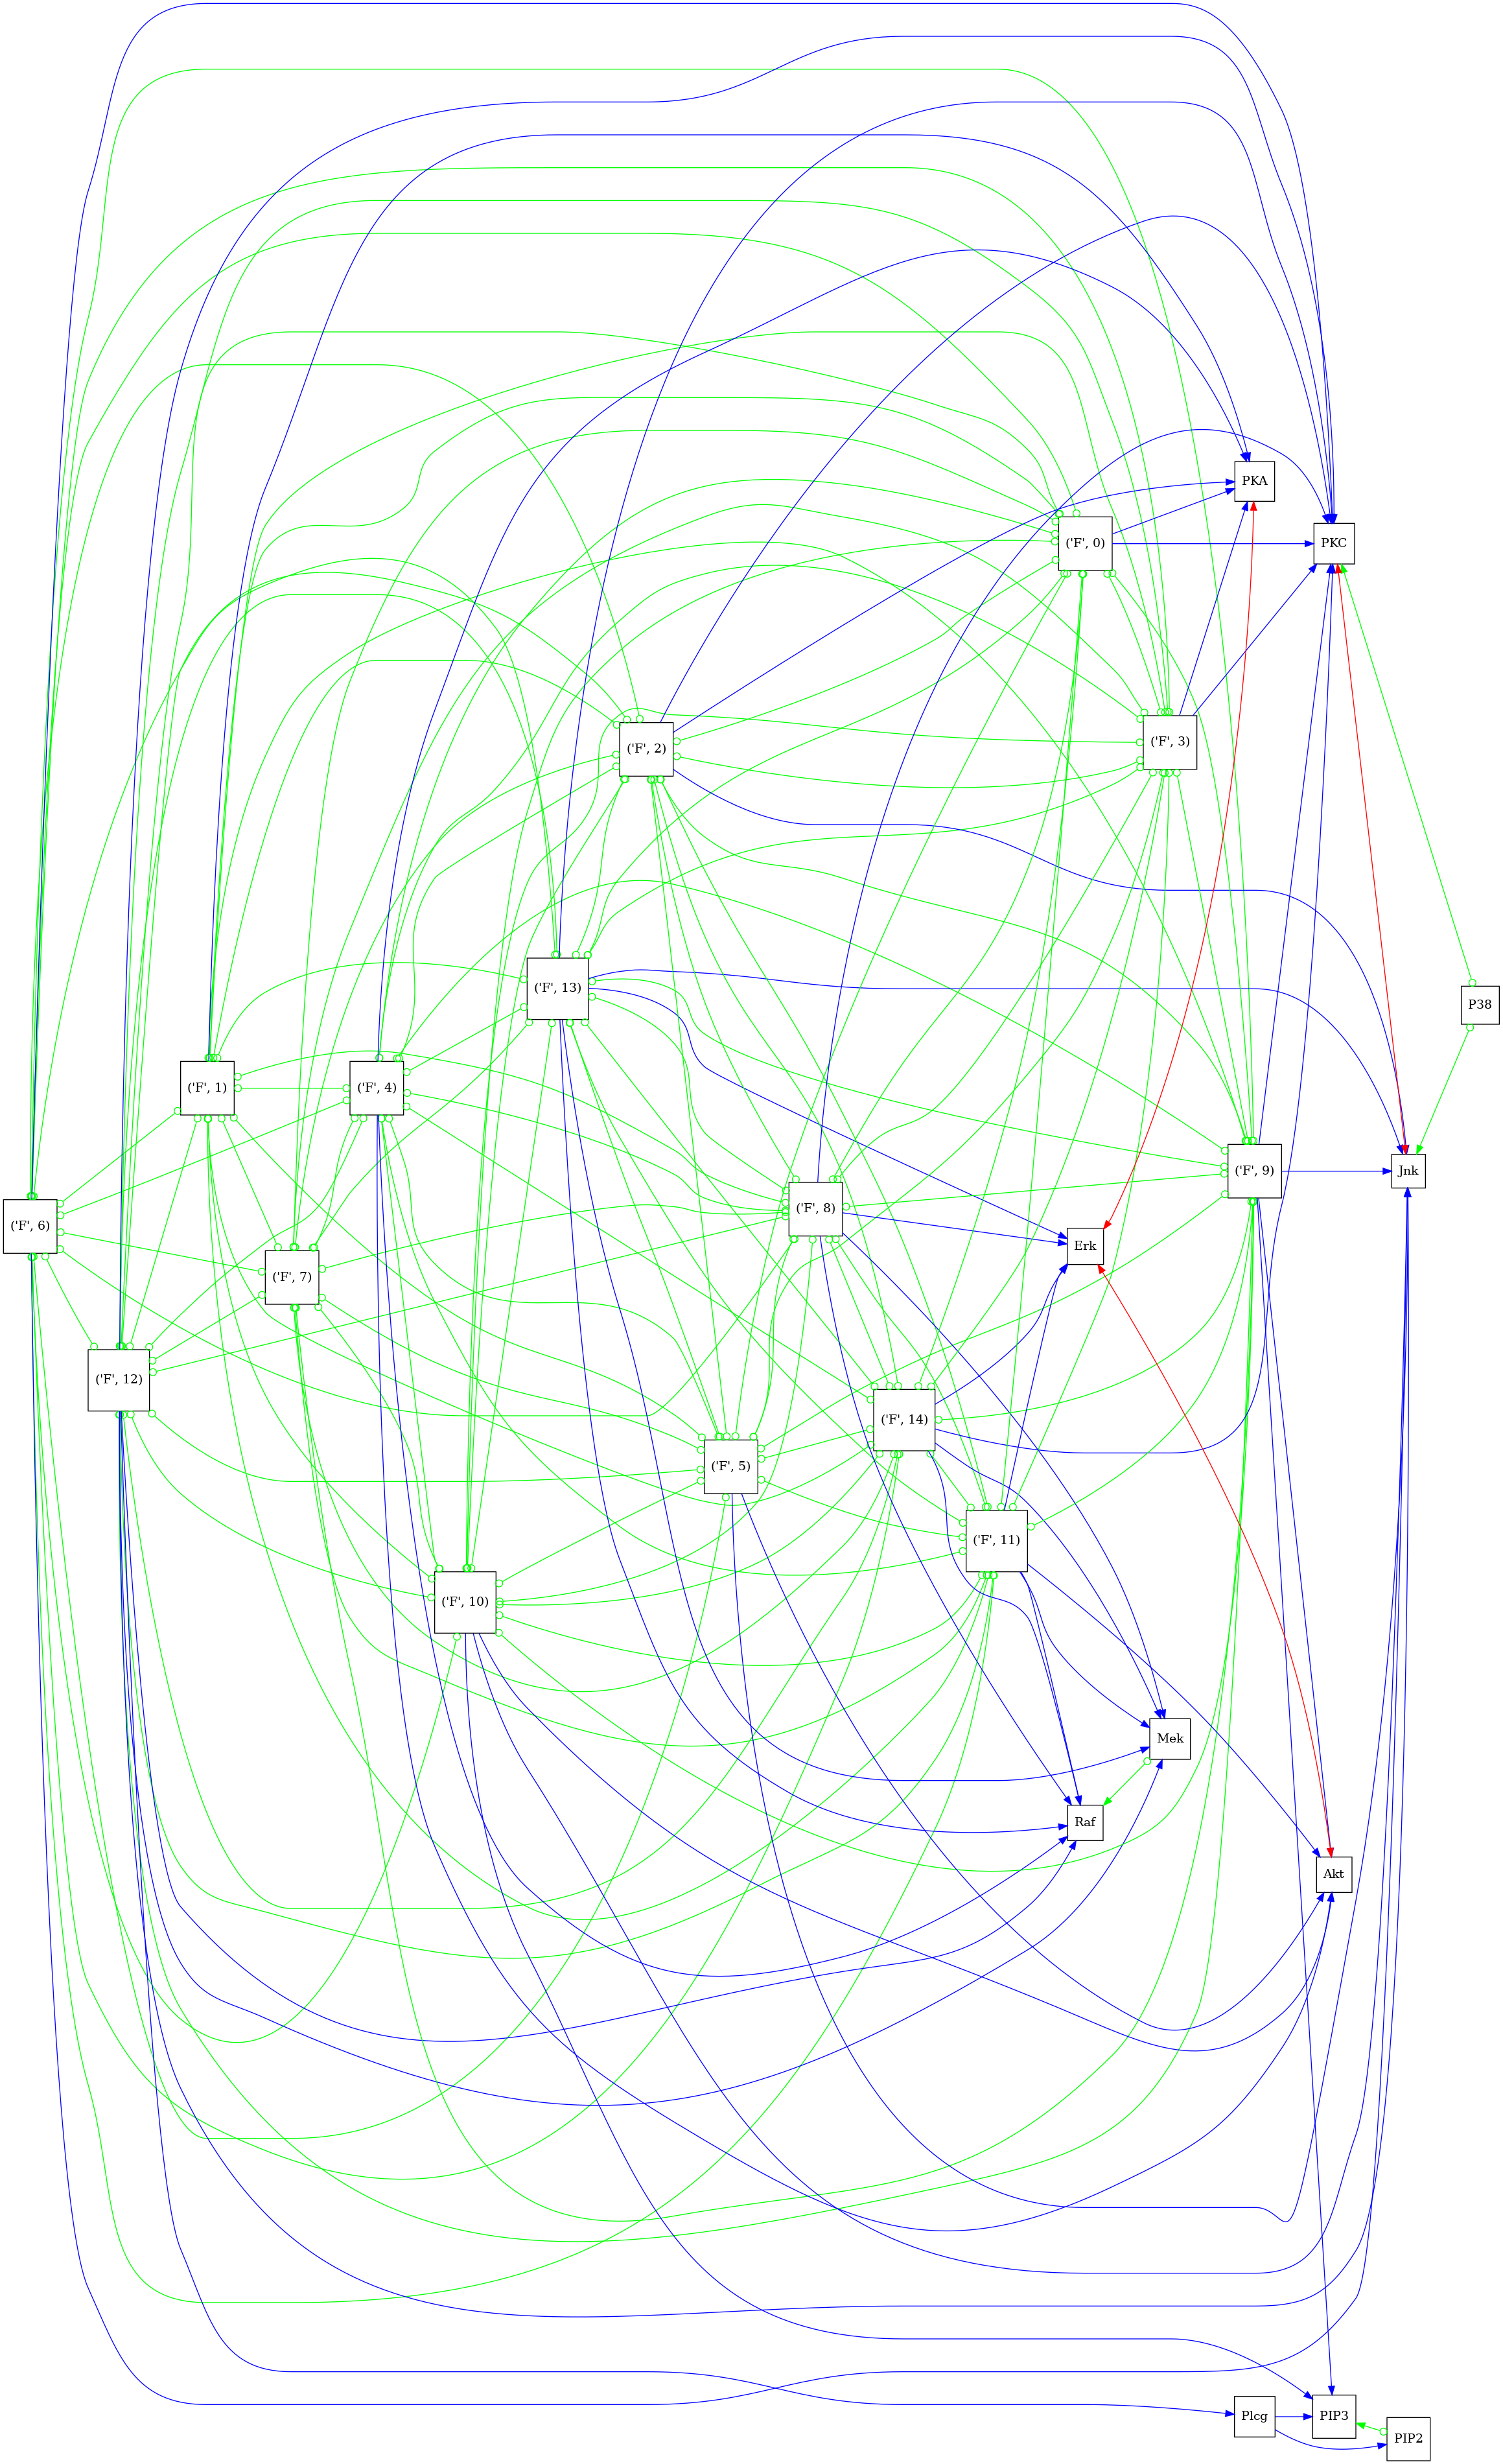 PKA
('F', 0)
PKC
('F', 2)
('F', 3)
('F', 13)
P38
('F', 1)
('F', 4)
('F', 9)
Jnk
('F', 6)
('F', 8)
Erk
('F', 7)
('F', 12)
('F', 14)
('F', 5)
('F', 11)
('F', 10)
Mek
Raf
Akt
Plcg
PIP3
PIP2